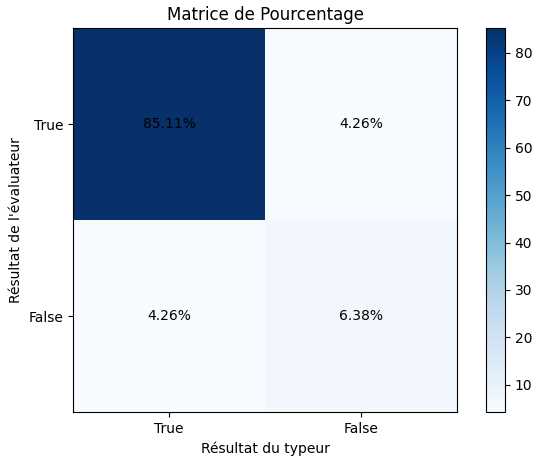 Matrice de Pourcentage
Résultat de l'évaluateur
True
85.11%
4.26%
False
4.26%
6.38%
True
False
Résultat du typeur
80
70
60
50
40
30
20
10